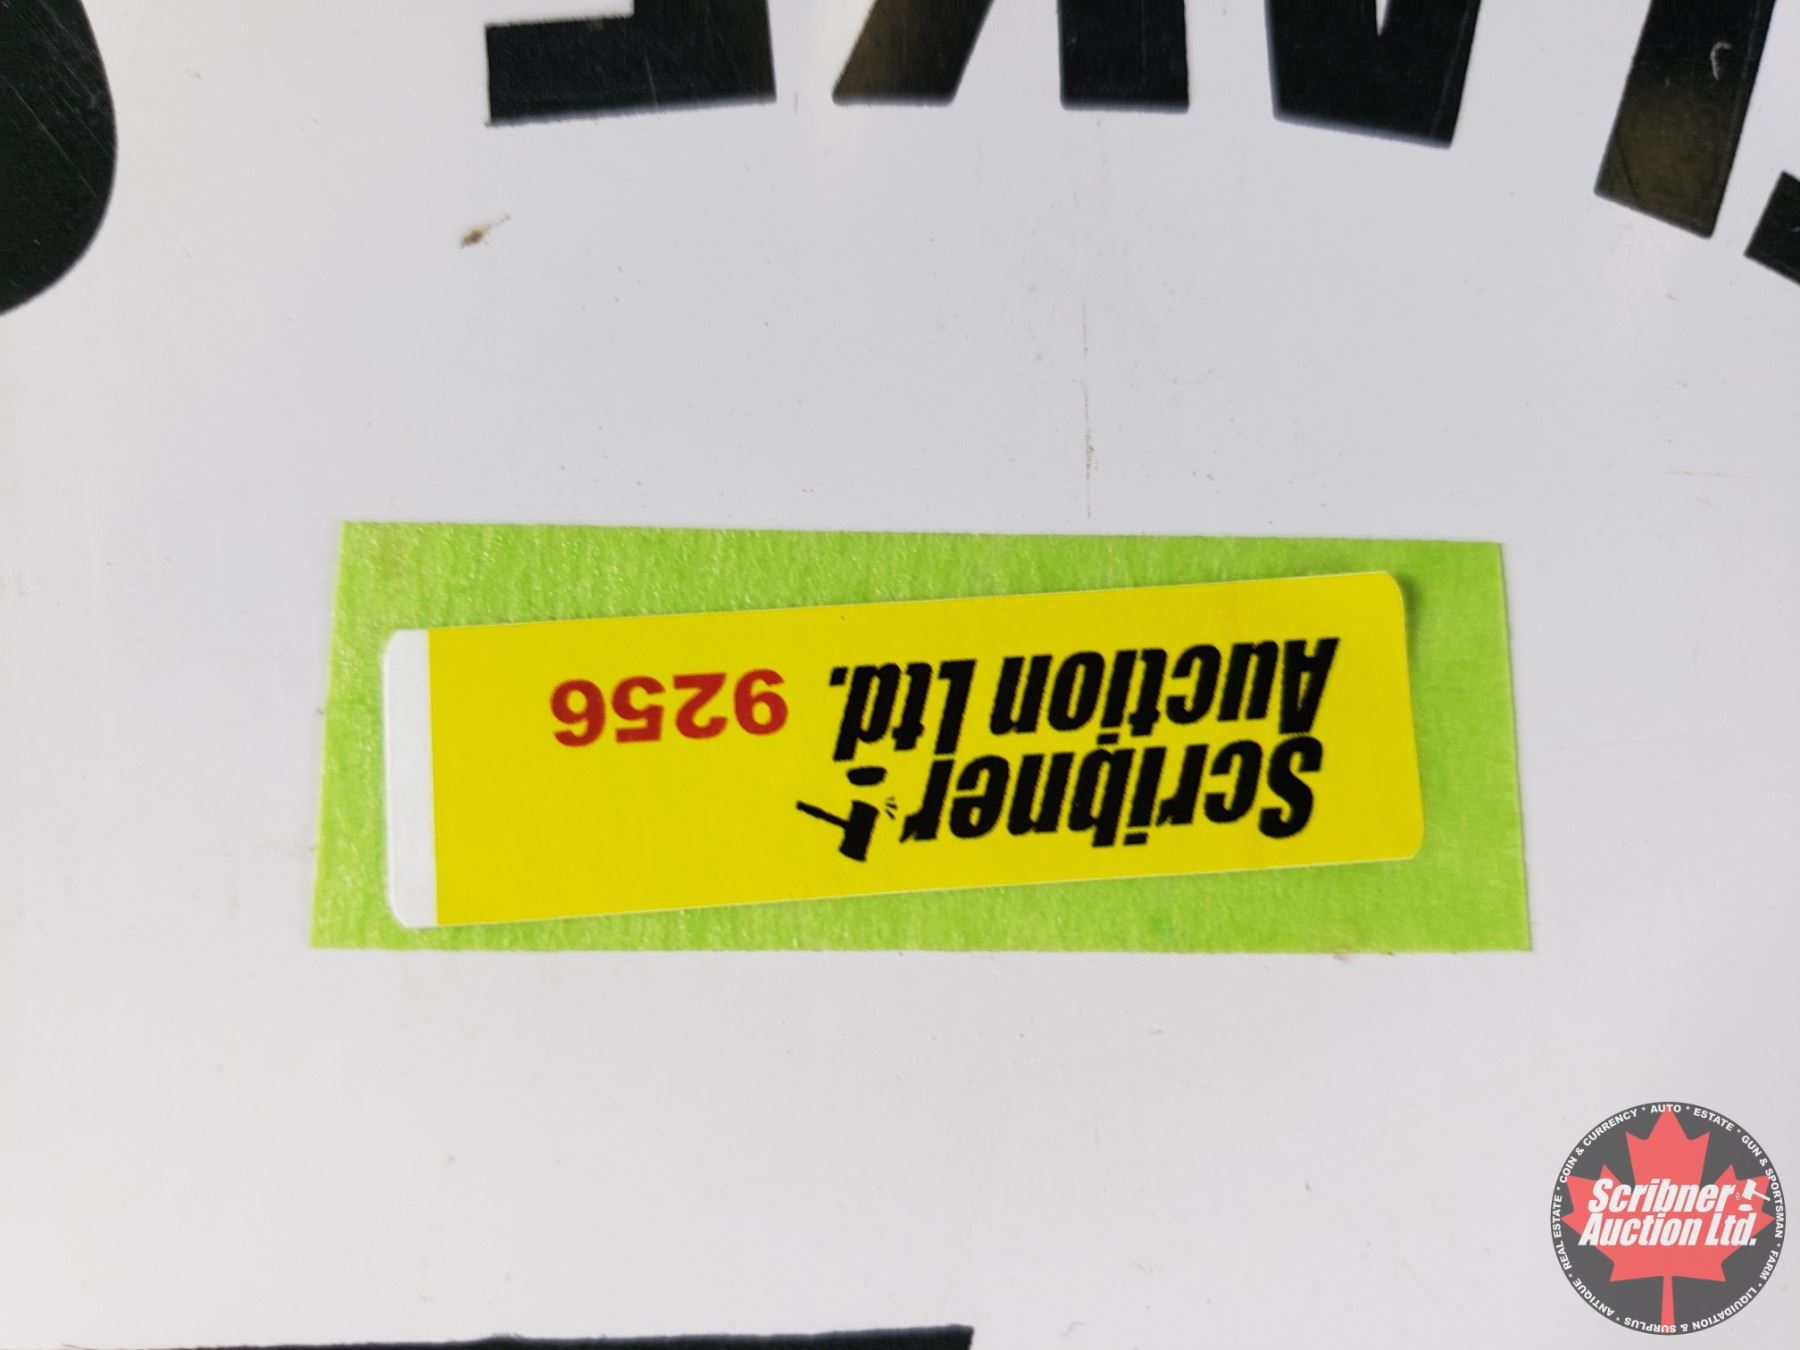 Scribner
Auction Ltd. 9256
COIN & CURRENCY * AUTO * ESTATE * GUN & SPORTSMAN * FARM * LIQUIDATION & SURPLUS * ANTIQUE * REAL ESTATE *
Scribner
Auction Ltd.